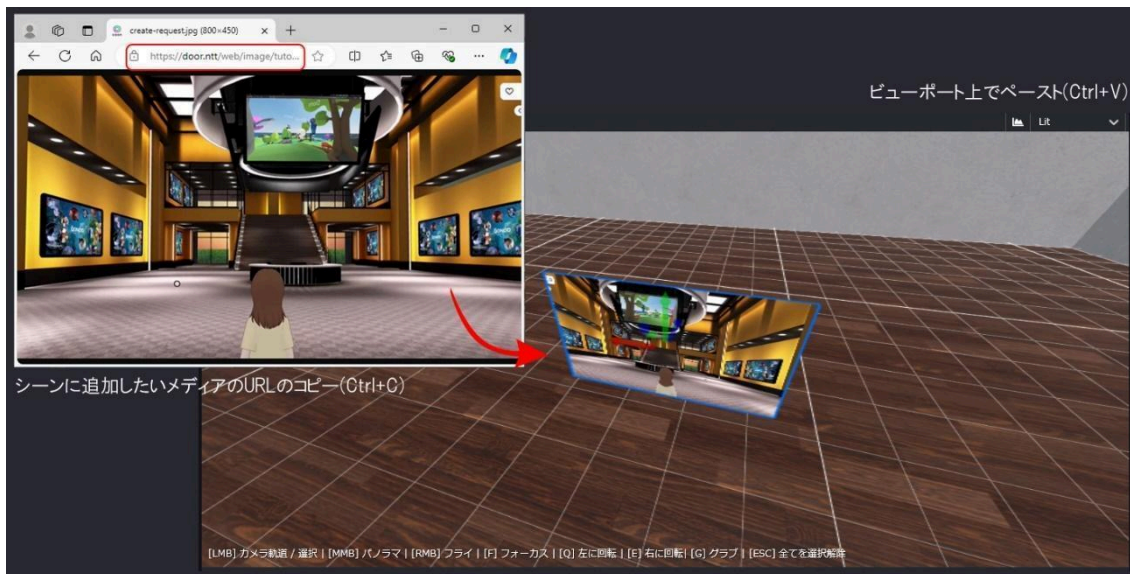 create-request.jpg (800×450)
https://door.ntt/web/image/tuto...
ビューポート上でペースト(Ctrl+V)
Lit
シーンに追加したいメディアのURLのコピー(Ctrl+C)
[LMB] カメラ軌道 / 選択 | [MMB] パノラマ | [RMB] フライ | [F] フォーカス | [Q] 左に回転 | [E] 右に回転| [G] グラブ | [ESC] 全てを選択解除